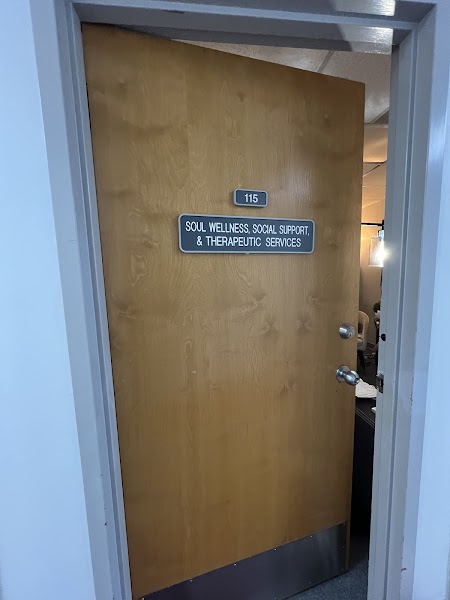 115
SOUL WELLNESS, SOCIAL SUPPORT,
& THERAPEUTIC SERVICES